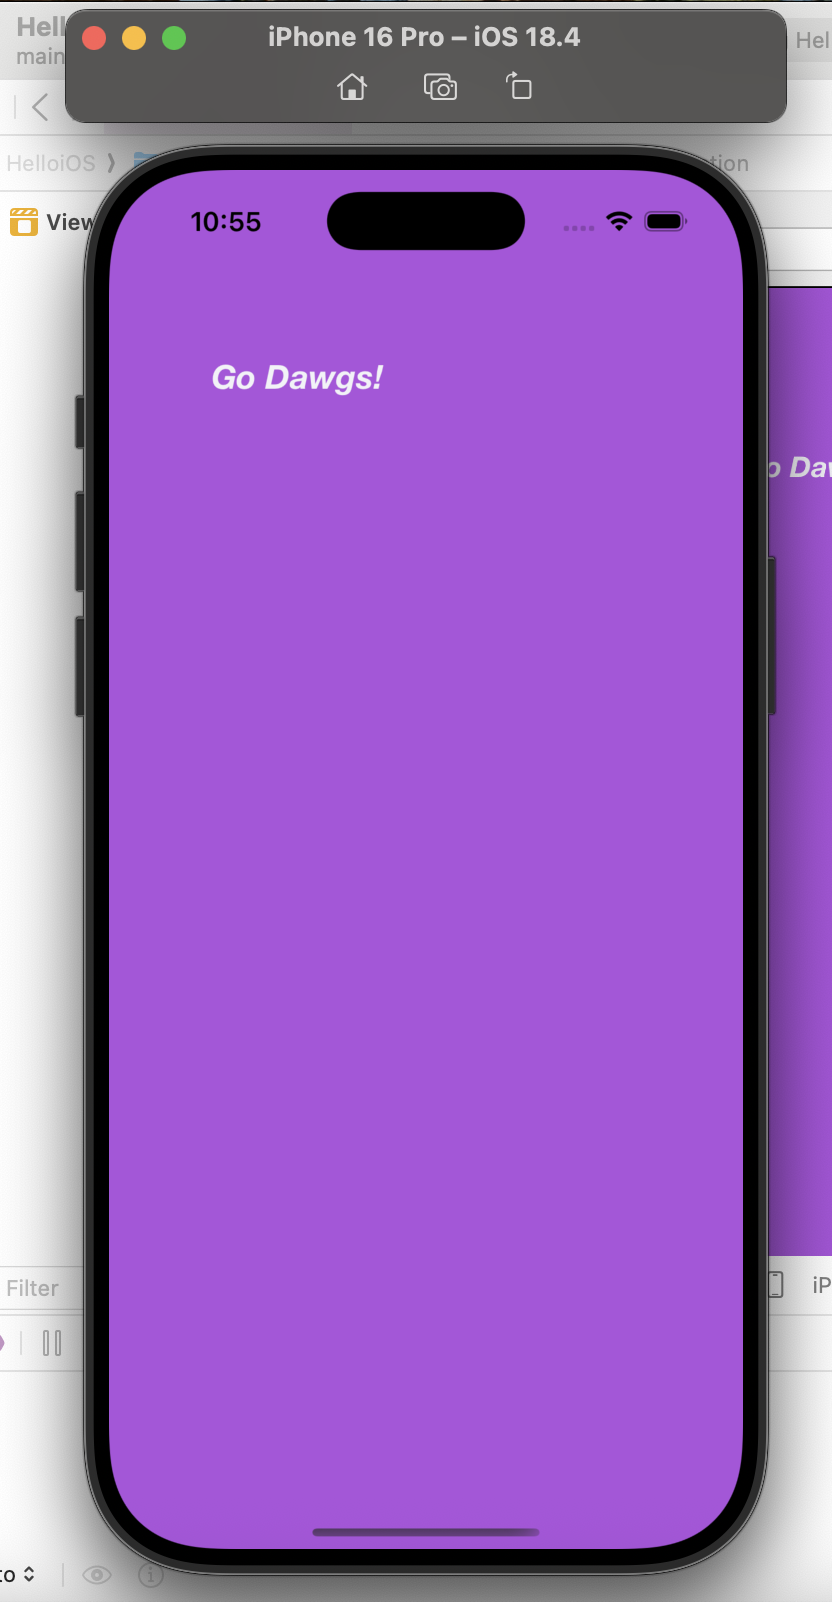 Hell
main
iPhone 16 Pro – iOS 18.4
Hel
HelloiOS
tion
View
10:55
Go Dawgs!
o Daw
Filter
iP
to